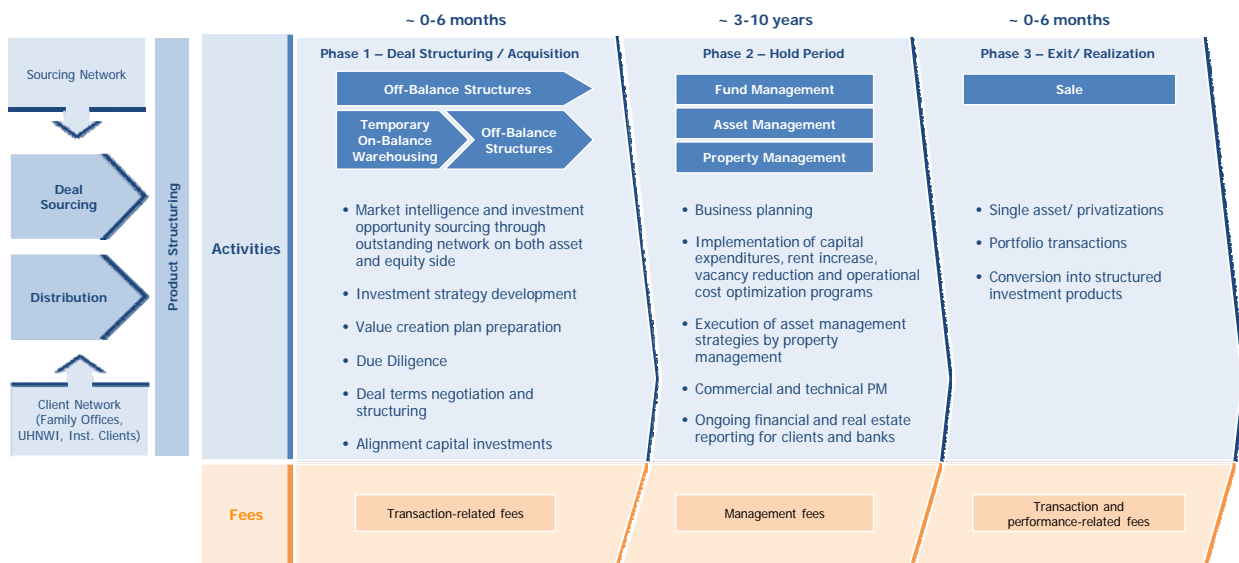 ~ 0-6 months
~ 3-10 years
~ 0-6 months
Sourcing Network
Deal
Sourcing
Distribution
Client Network
(Family Offices,
UHNWI, Inst. Clients)
Product Structuring
Activities
Phase 1 – Deal Structuring / Acquisition
Off-Balance Structures
Temporary
On-Balance
Warehousing
Off-Balance
Structures
• Market intelligence and investment
opportunity sourcing through
outstanding network on both asset
and equity side
• Investment strategy development
• Value creation plan preparation
• Due Diligence
• Deal terms negotiation and
structuring
• Alignment capital investments
Phase 2 – Hold Period
Fund Management
Asset Management
Property Management
• Business planning
• Implementation of capital
expenditures, rent increase,
vacancy reduction and operational
cost optimization programs
• Execution of asset management
strategies by property
management
• Commercial and technical PM
• Ongoing financial and real estate
reporting for clients and banks
Phase 3 – Exit/ Realization
Sale
• Single asset/ privatizations
• Portfolio transactions
• Conversion into structured
investment products
Fees
Transaction-related fees
Management fees
Transaction and
performance-related fees